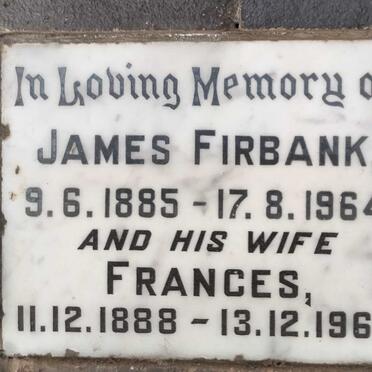 In Loving Memory o
JAMES FIRBANK
9.6.1885 - 17.8.1964
AND HIS WIFE
FRANCES,
11.12.1888 - 13.12.196